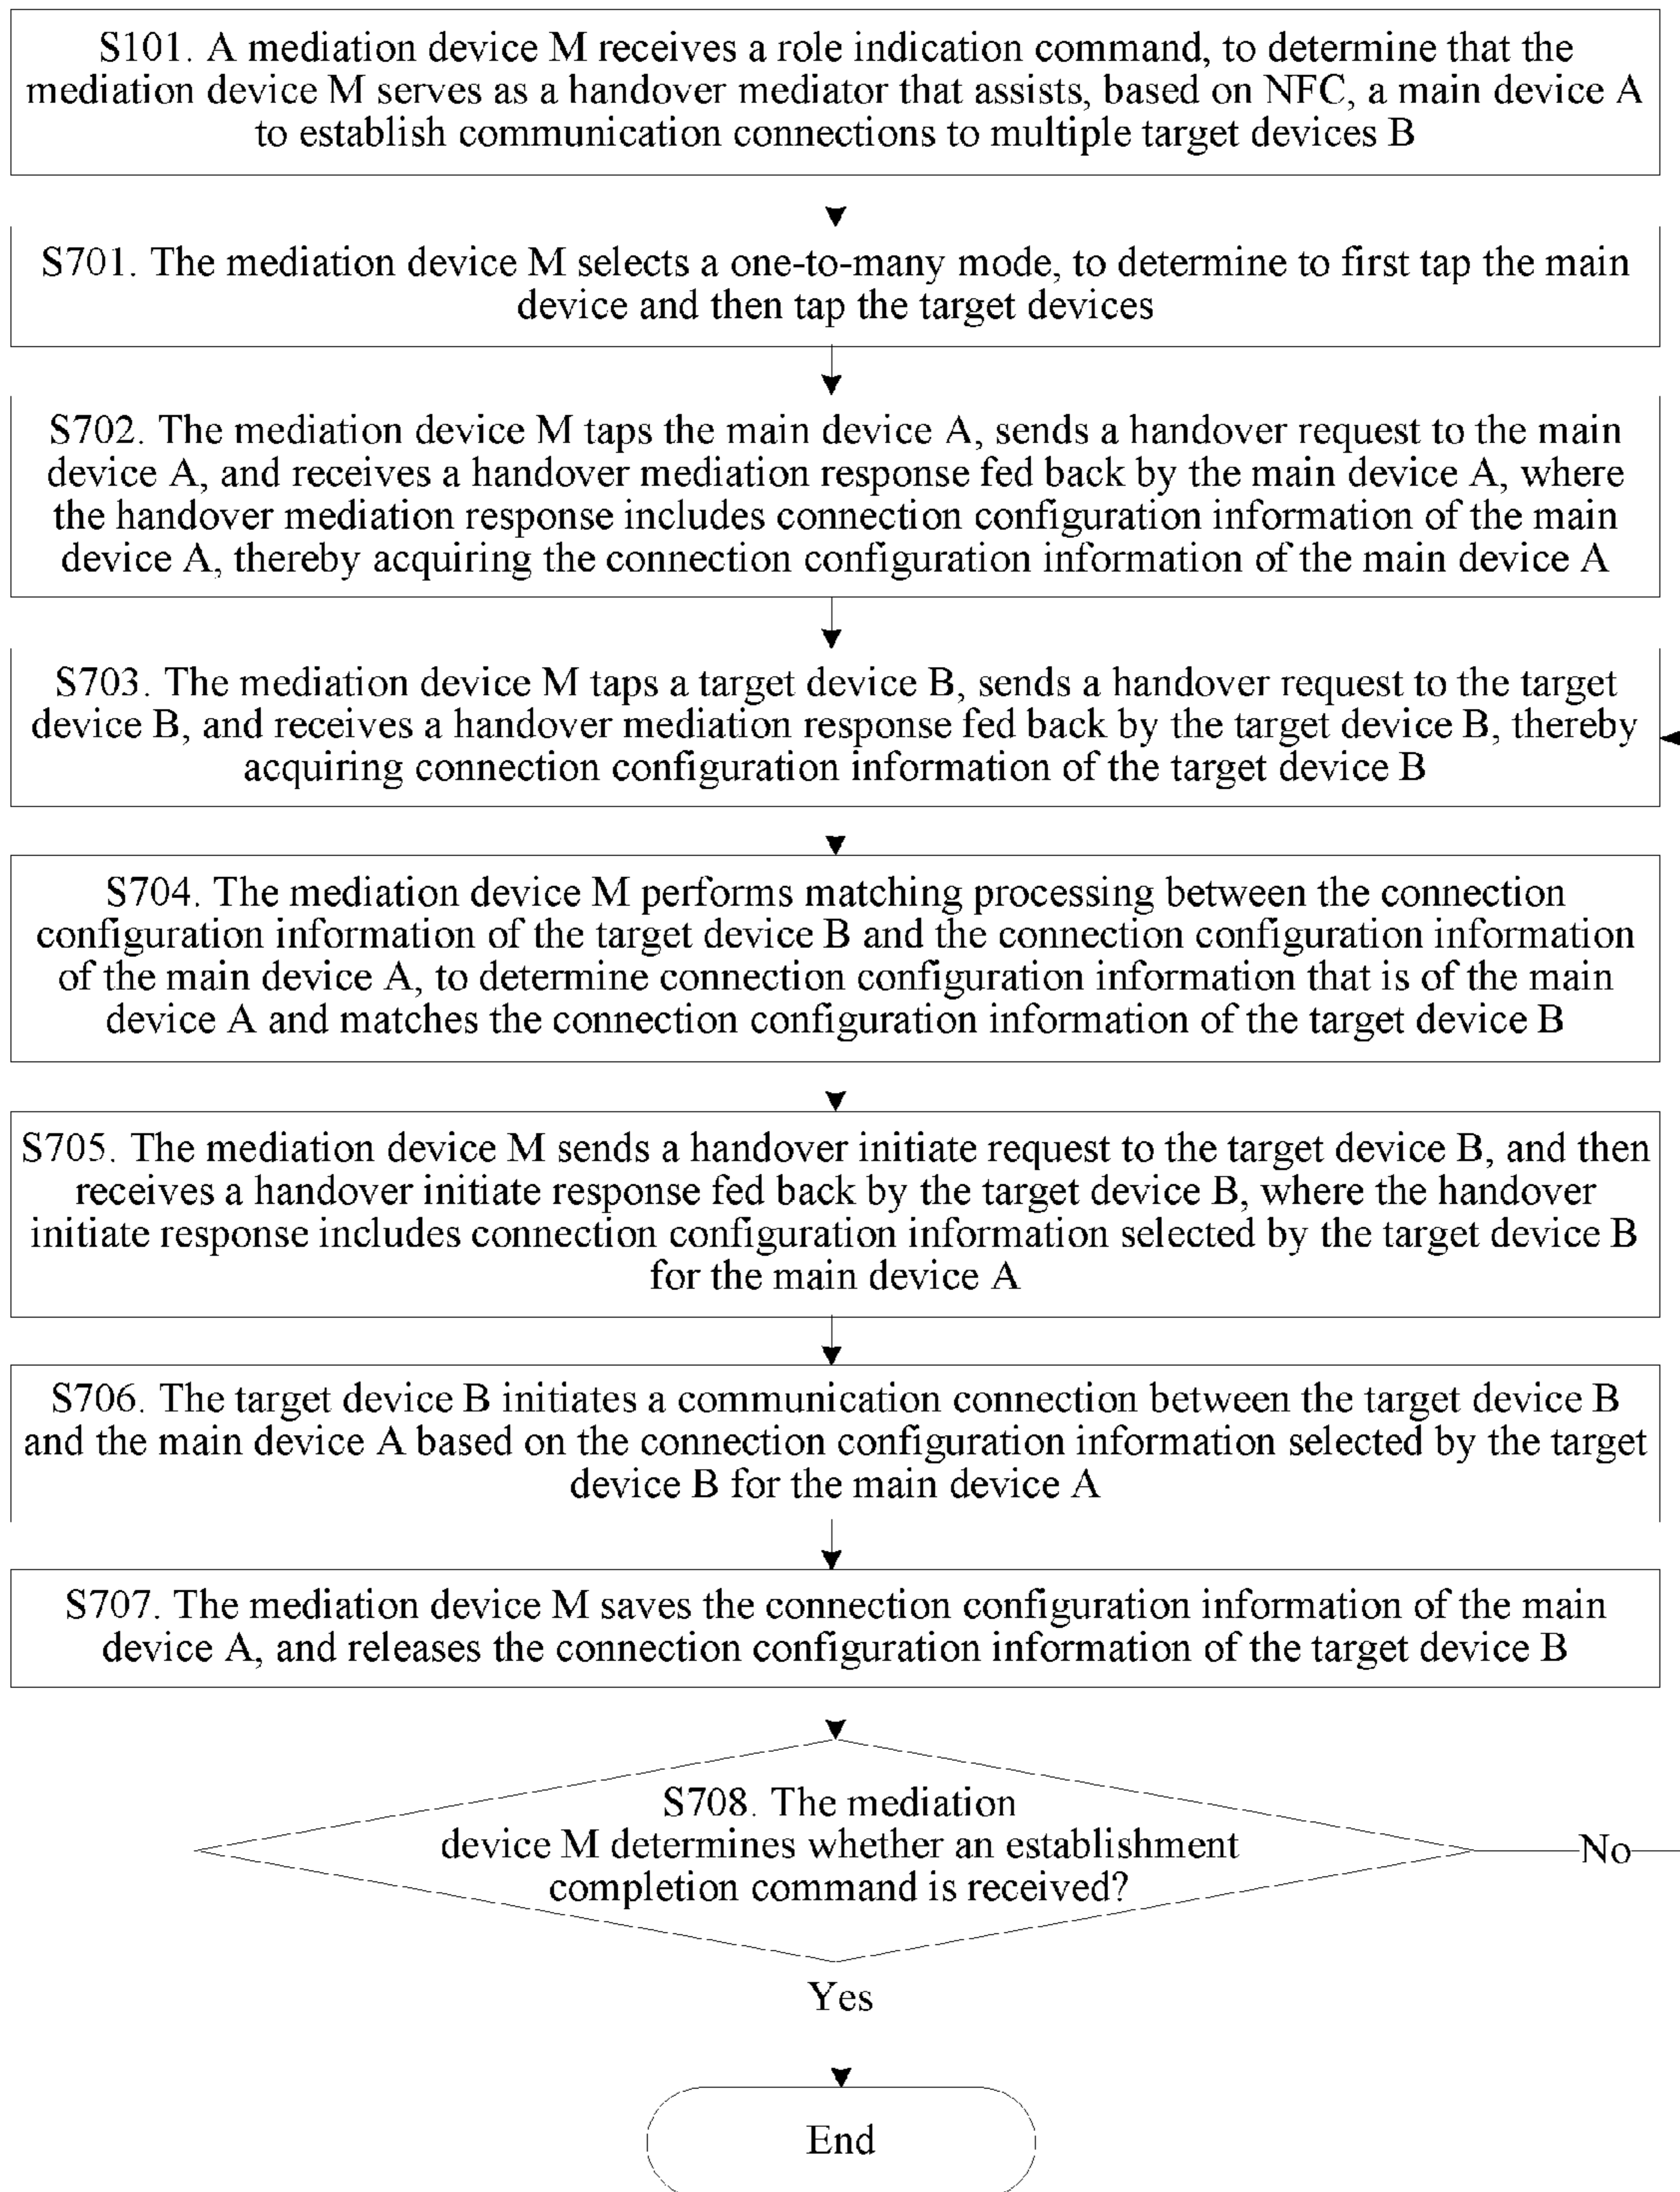 S101. A mediation device M receives a role indication command, to determine that the
mediation device M serves as a handover mediator that assists, based on NFC, a main device A
to establish communication connections to multiple target devices B
S701. The mediation device M selects a one-to-many mode, to determine to first tap the main
device and then tap the target devices
S702. The mediation device M taps the main device A, sends a handover request to the main
device A, and receives a handover mediation response fed back by the main device A, where
the handover mediation response includes connection configuration information of the main
device A, thereby acquiring the connection configuration information of the main device A
S703. The mediation device M taps a target device B, sends a handover request to the target
device B, and receives a handover mediation response fed back by the target device B, thereby
acquiring connection configuration information of the target device B
S704. The mediation device M performs matching processing between the connection
configuration information of the target device B and the connection configuration information
of the main device A, to determine connection configuration information that is of the main
device A and matches the connection configuration information of the target device B
S705. The mediation device M sends a handover initiate request to the target device B, and then
receives a handover initiate response fed back by the target device B, where the handover
initiate response includes connection configuration information selected by the target device B
for the main device A
S706. The target device B initiates a communication connection between the target device B
and the main device A based on the connection configuration information selected by the target
device B for the main device A
S707. The mediation device M saves the connection configuration information of the main
device A, and releases the connection configuration information of the target device B
S708. The mediation
device M determines whether an establishment
completion command is received?
No
Yes
End